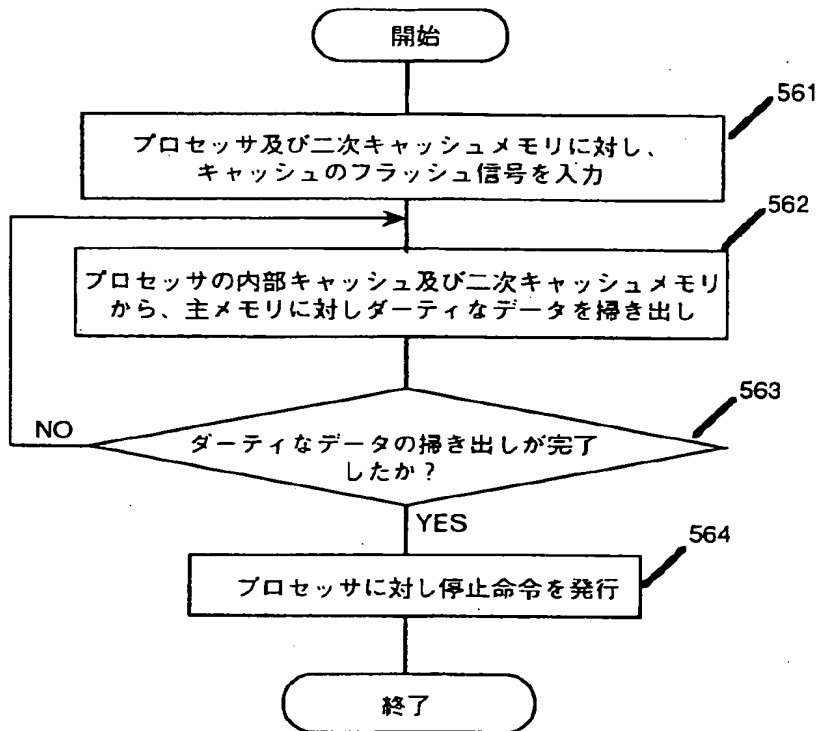 開始
561
プロセッサ及び二次キャッシュメモリに対し、
キャッシュのフラッシュ信号を入力
562
プロセッサの内部キャッシュ及び二次キャッシュメモリ
から、主メモリに対しダーティなデータを掃き出し
563
NO
ダーティなデータの掃き出しが完了
したか？
YES
564
プロセッサに対し停止命令を発行
終了